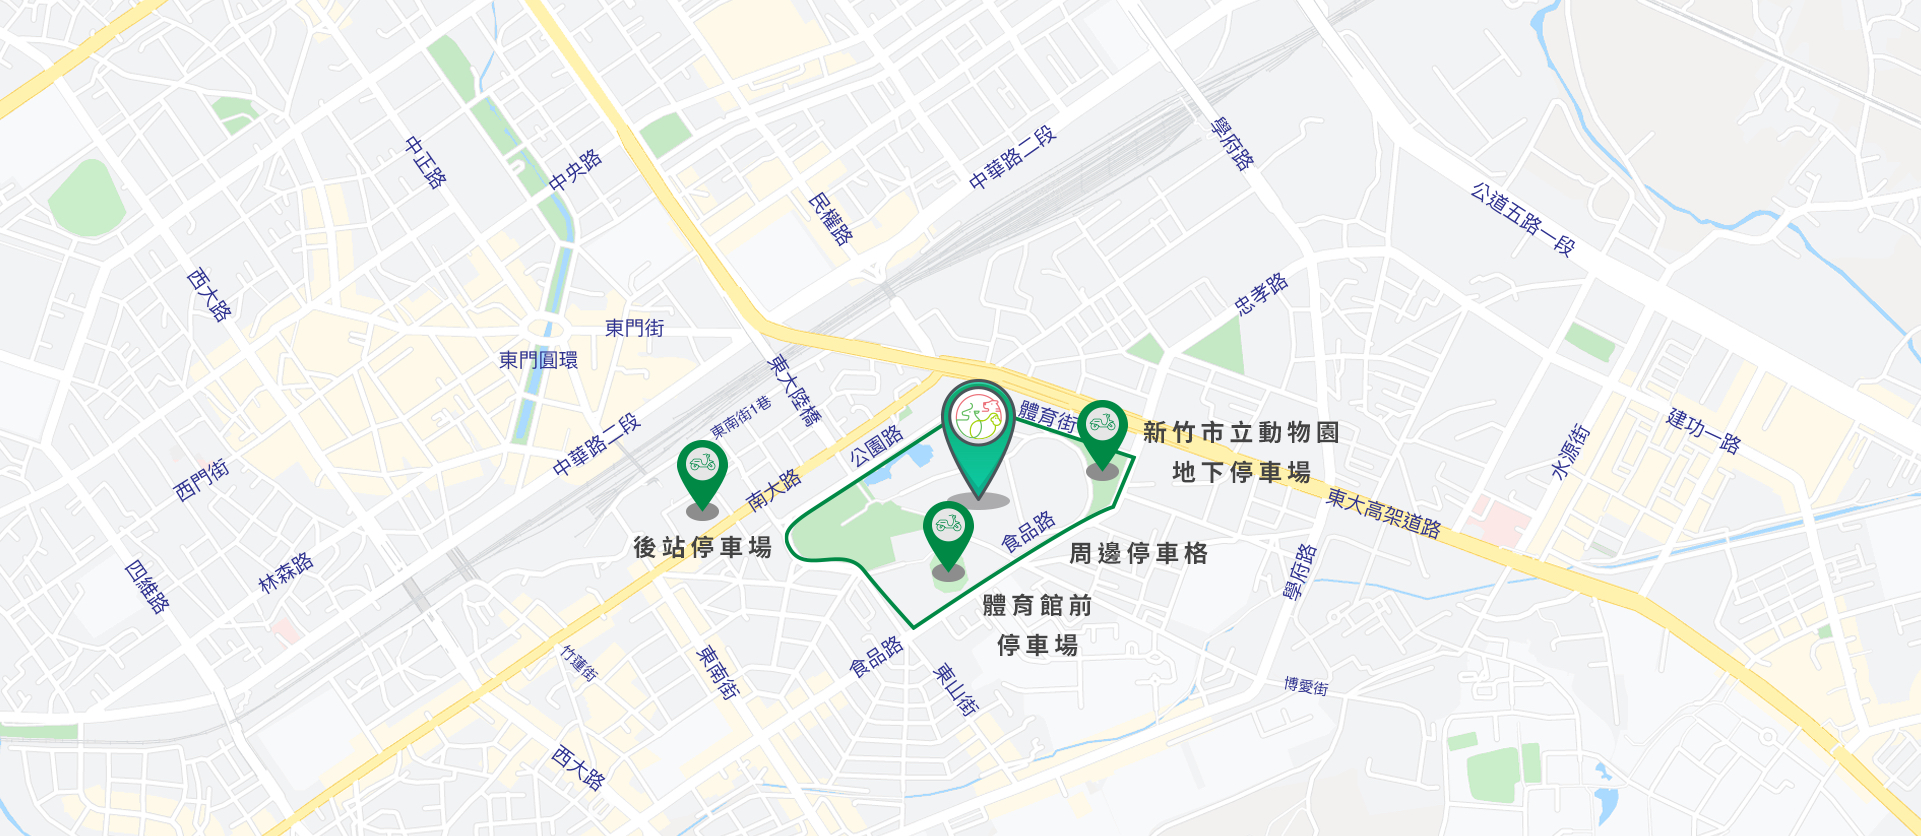 中正路
中央路
中華路二段
學府路
公道五路一段
民權路
西大路
忠孝路
東門街
東門圓環
東大陸橋
東南街1巷
體育街
新竹市立動物園
地下停車場
中華路二段
公園路
建功一路
水源街
西門街
南大路
東大高架道路
後站停車場
食品路
周邊停車格
林森路
四維路
學府路
體育館前
停車場
食品路
竹蓮街
東南街
東山街
博愛街
西大路